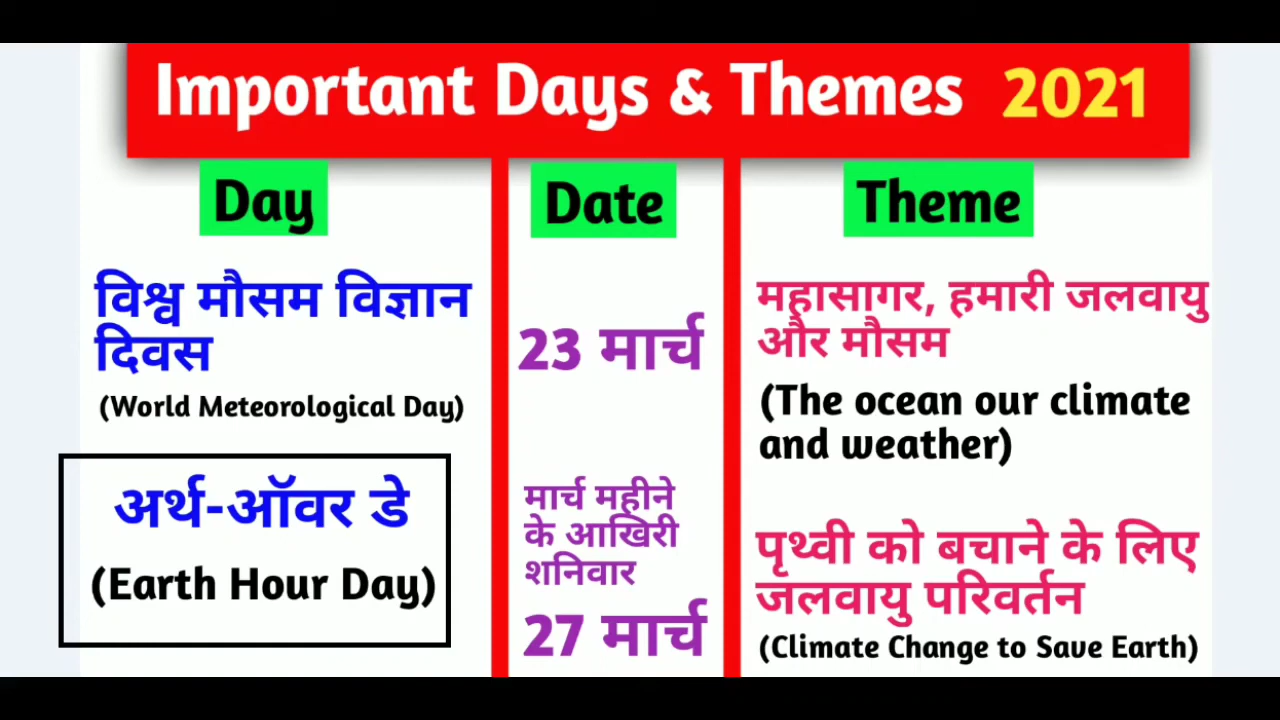 Important Days & Themes 2021
Day
Date
Theme
विश्व मौसम विज्ञान
दिवस
(World Meteorological Day)
23 मार्च
महासागर, हमारी जलवायु
और मौसम
(The ocean our climate
and weather)
अर्थ-ऑवर डे
(Earth Hour Day)
मार्च महीने
के आखिरी
शनिवार
27 मार्च
पृथ्वी को बचाने के लिए
जलवायु परिवर्तन
(Climate Change to Save Earth)